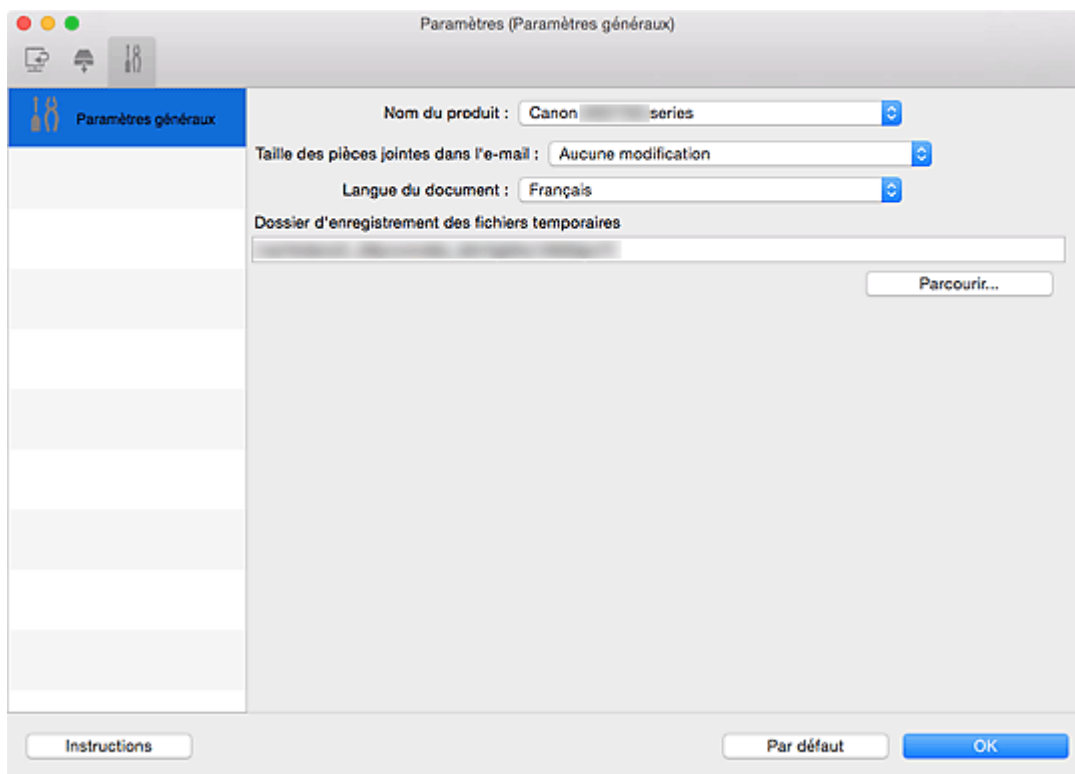 Paramètres (Paramètres généraux)
Paramètres généraux
Nom du produit : Canon series
Taille des pièces jointes dans l'e-mail : Aucune modification
Langue du document : Français
Dossier d'enregistrement des fichiers temporaires
Parcourir...
Instructions
Par défaut
OK